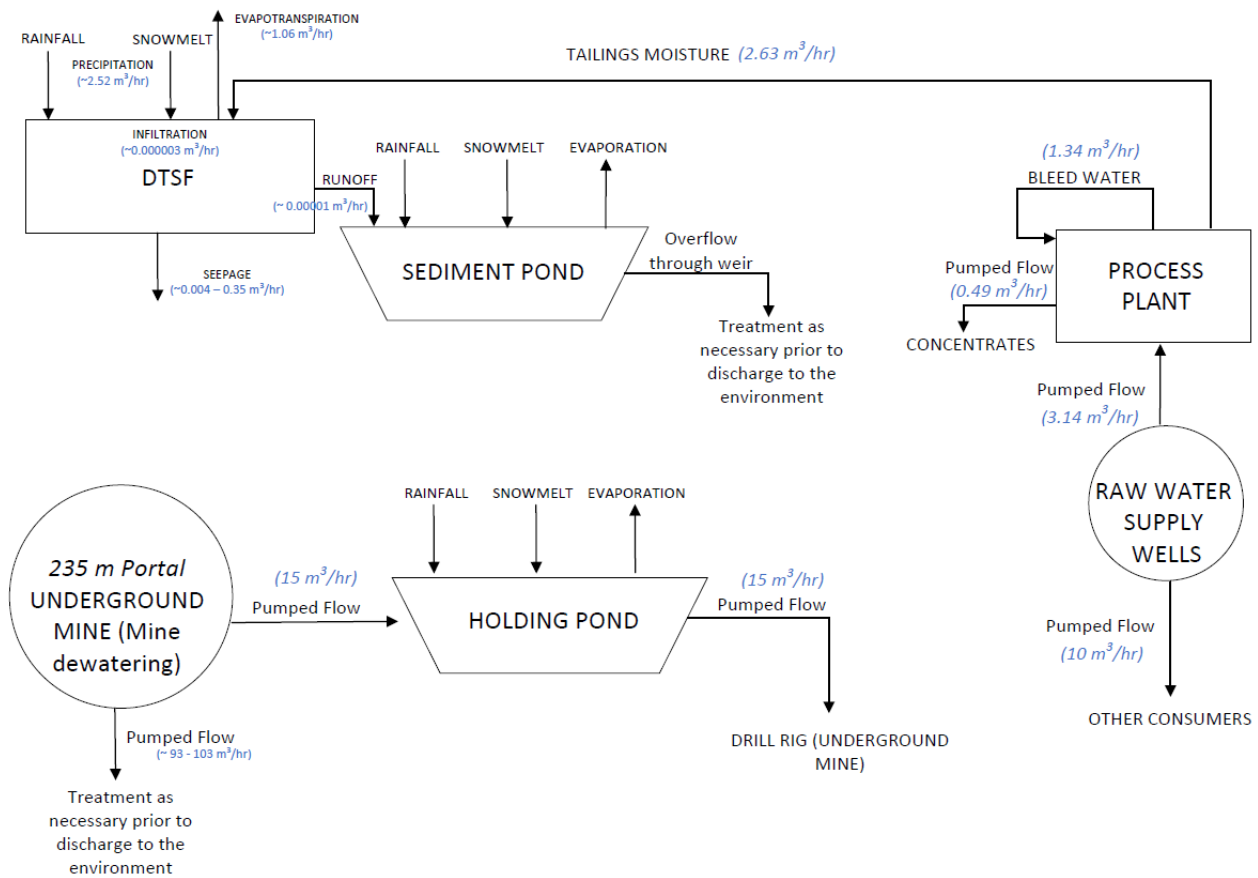 EVAPOTRANSPIRATION
(~1.06 m³/hr)
RAINFALL
SNOWMELT
PRECIPITATION
(~2.52 m³/hr)
TAILINGS MOISTURE (2.63 m³/hr)
INFILTRATION
(~0.000003 m³/hr)
DTSF
RUNOFF
(~ 0.00001 m³/hr)
SEEPAGE
(~0.004 – 0.35 m³/hr)
RAINFALL
SNOWMELT
EVAPORATION
SEDIMENT POND
Overflow
through weir
Treatment as
necessary prior to
discharge to the
environment
(1.34 m³/hr)
BLEED WATER
PROCESS
PLANT
Pumped Flow
(0.49 m³/hr)
CONCENTRATES
Pumped Flow
(3.14 m³/hr)
RAW WATER
SUPPLY
WELLS
Pumped Flow
(10 m³/hr)
OTHER CONSUMERS
235 m Portal
UNDERGROUND
MINE (Mine
dewatering)
(15 m³/hr)
Pumped Flow
RAINFALL
SNOWMELT
EVAPORATION
HOLDING POND
(15 m³/hr)
Pumped Flow
DRILL RIG (UNDERGROUND
MINE)
Pumped Flow
(~ 93 - 103 m³/hr)
Treatment as
necessary prior to
discharge to the
environment